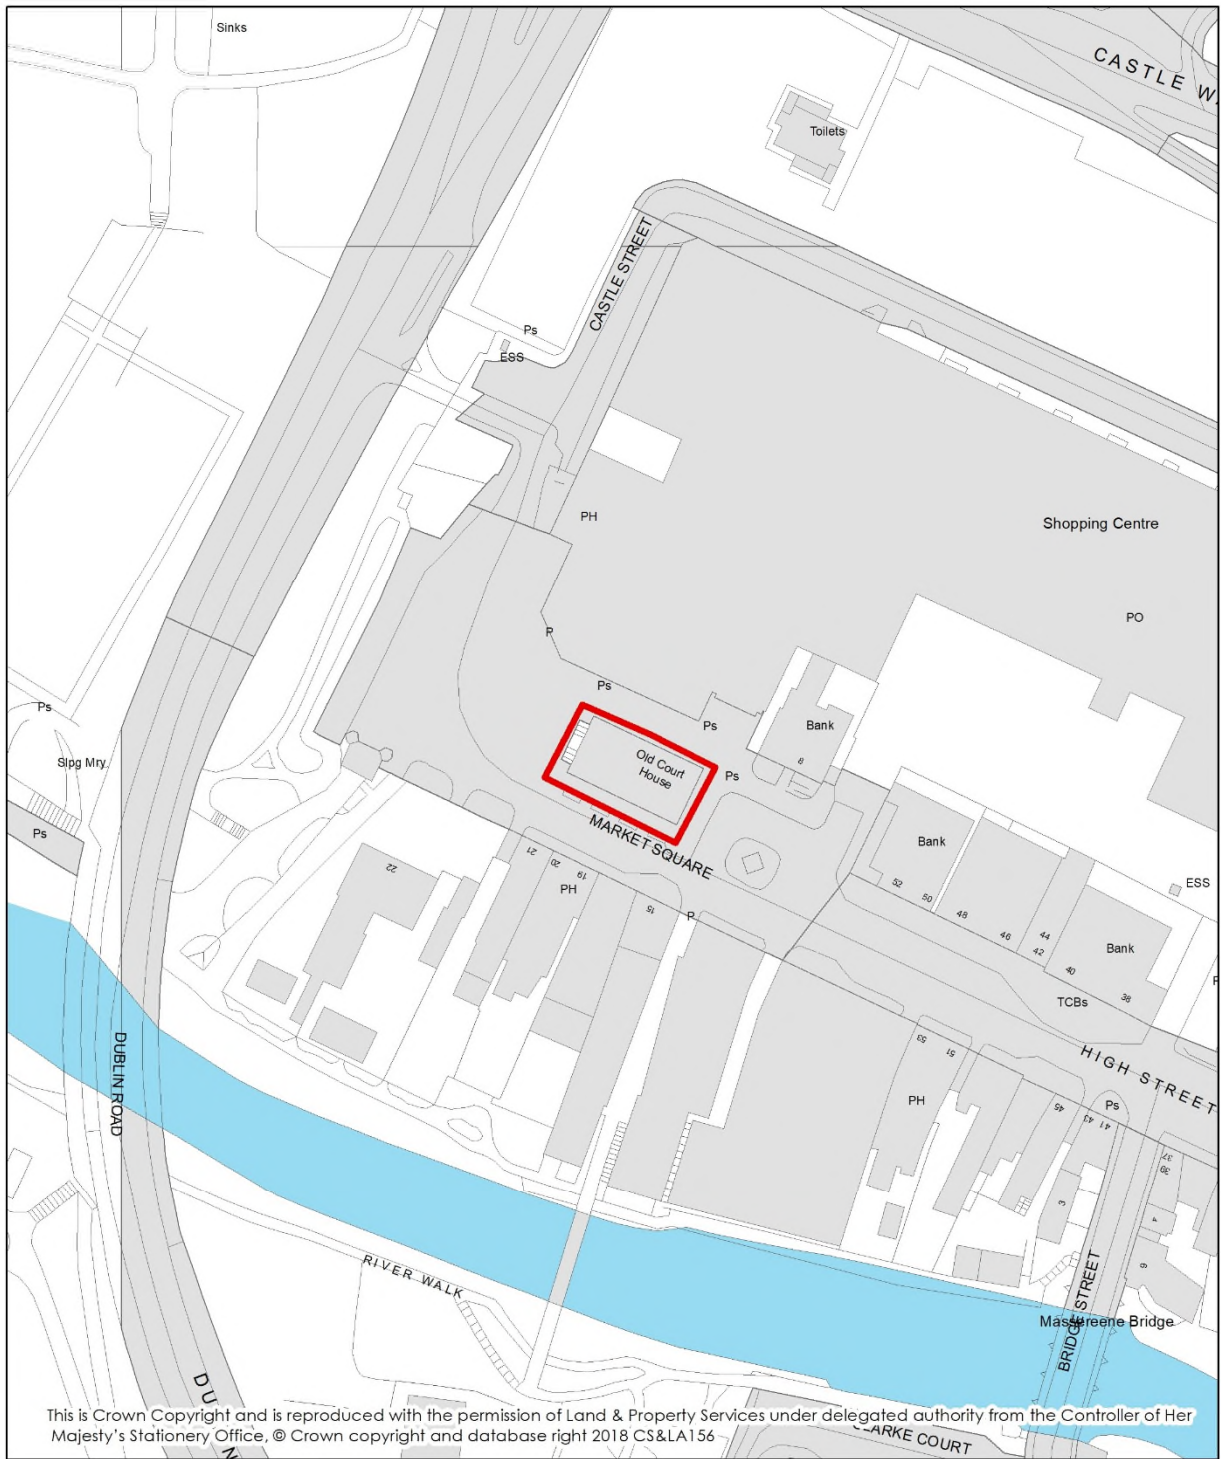 Sinks
CASTLE W
Toilets
CASTLE STREET
Ps
ESS
PH
Shopping Centre
PO
P
Ps
Ps
Ps
Bank
8
Slpg Mry
Old Court
House
Ps
Ps
MARKET SQUARE
22
21
20
19
PH
15
P
Bank
52
50
48
46
44
42
40
38
Bank
ESS
TCBs
HIGH STREET
53
51
PH
45
43
41
Ps
37
39
3
4
6
DUBLIN ROAD
RIVER WALK
BRIDGE STREET
Massereene Bridge
DU
N
This is Crown Copyright and is reproduced with the permission of Land & Property Services under delegated authority from the Controller of Her
Majesty's Stationery Office, © Crown copyright and database right 2018 CS&LA156
CLARKE COURT